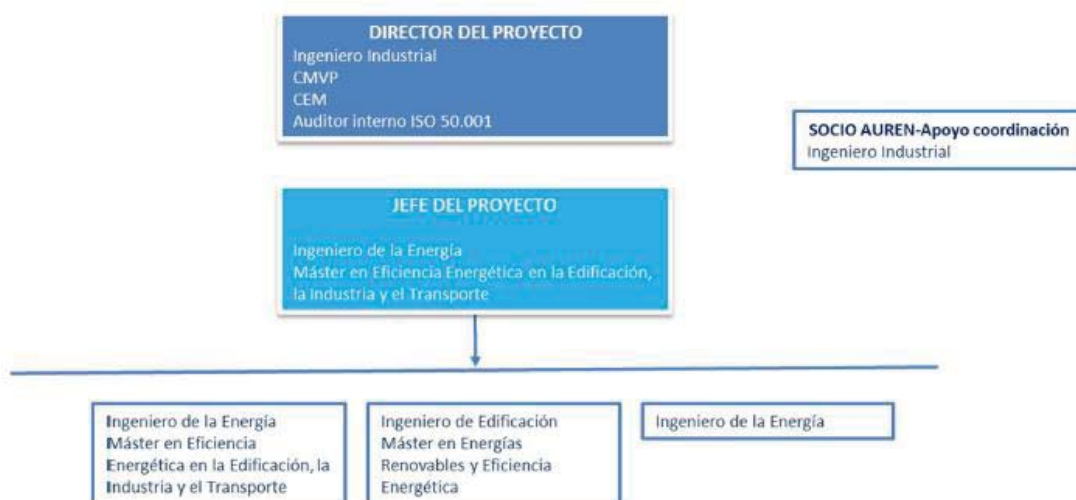 DIRECTOR DEL PROYECTO
Ingeniero Industrial
CMVP
CEM
Auditor interno ISO 50.001
SOCIO AUREN-Apoyo coordinación
Ingeniero Industrial
JEFE DEL PROYECTO
Ingeniero de la Energía
Máster en Eficiencia Energética en la Edificación,
la Industria y el Transporte
Ingeniero de la Energía
Máster en Eficiencia
Energética en la Edificación, la
Industria y el Transporte
Ingeniero de Edificación
Máster en Energías
Renovables y Eficiencia
Energética
Ingeniero de la Energía